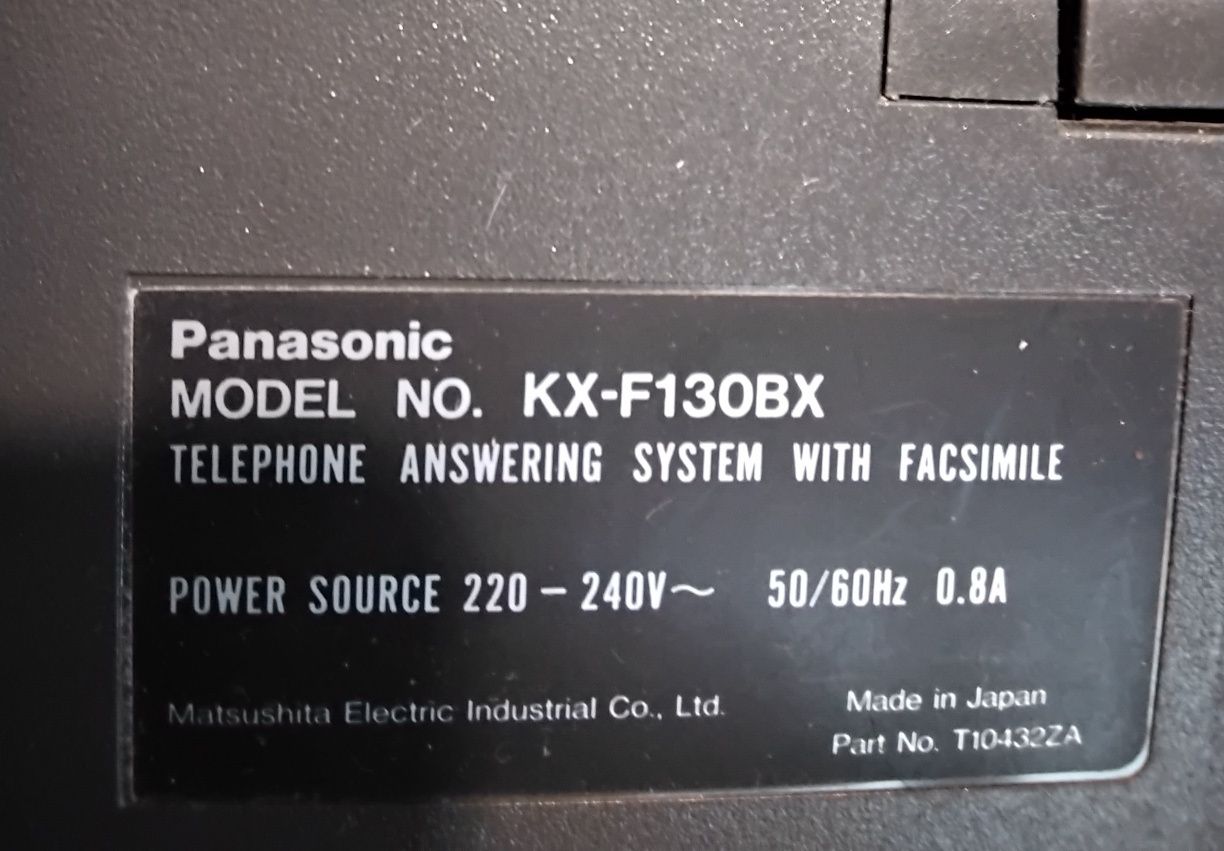 Panasonic
MODEL NO. KX-F130BX
TELEPHONE ANSWERING SYSTEM WITH FACSIMILE
POWER SOURCE 220 – 240V～ 50/60Hz 0.8A
Matsushita Electric Industrial Co., Ltd.
Made in Japan
Part No. T10432ZA